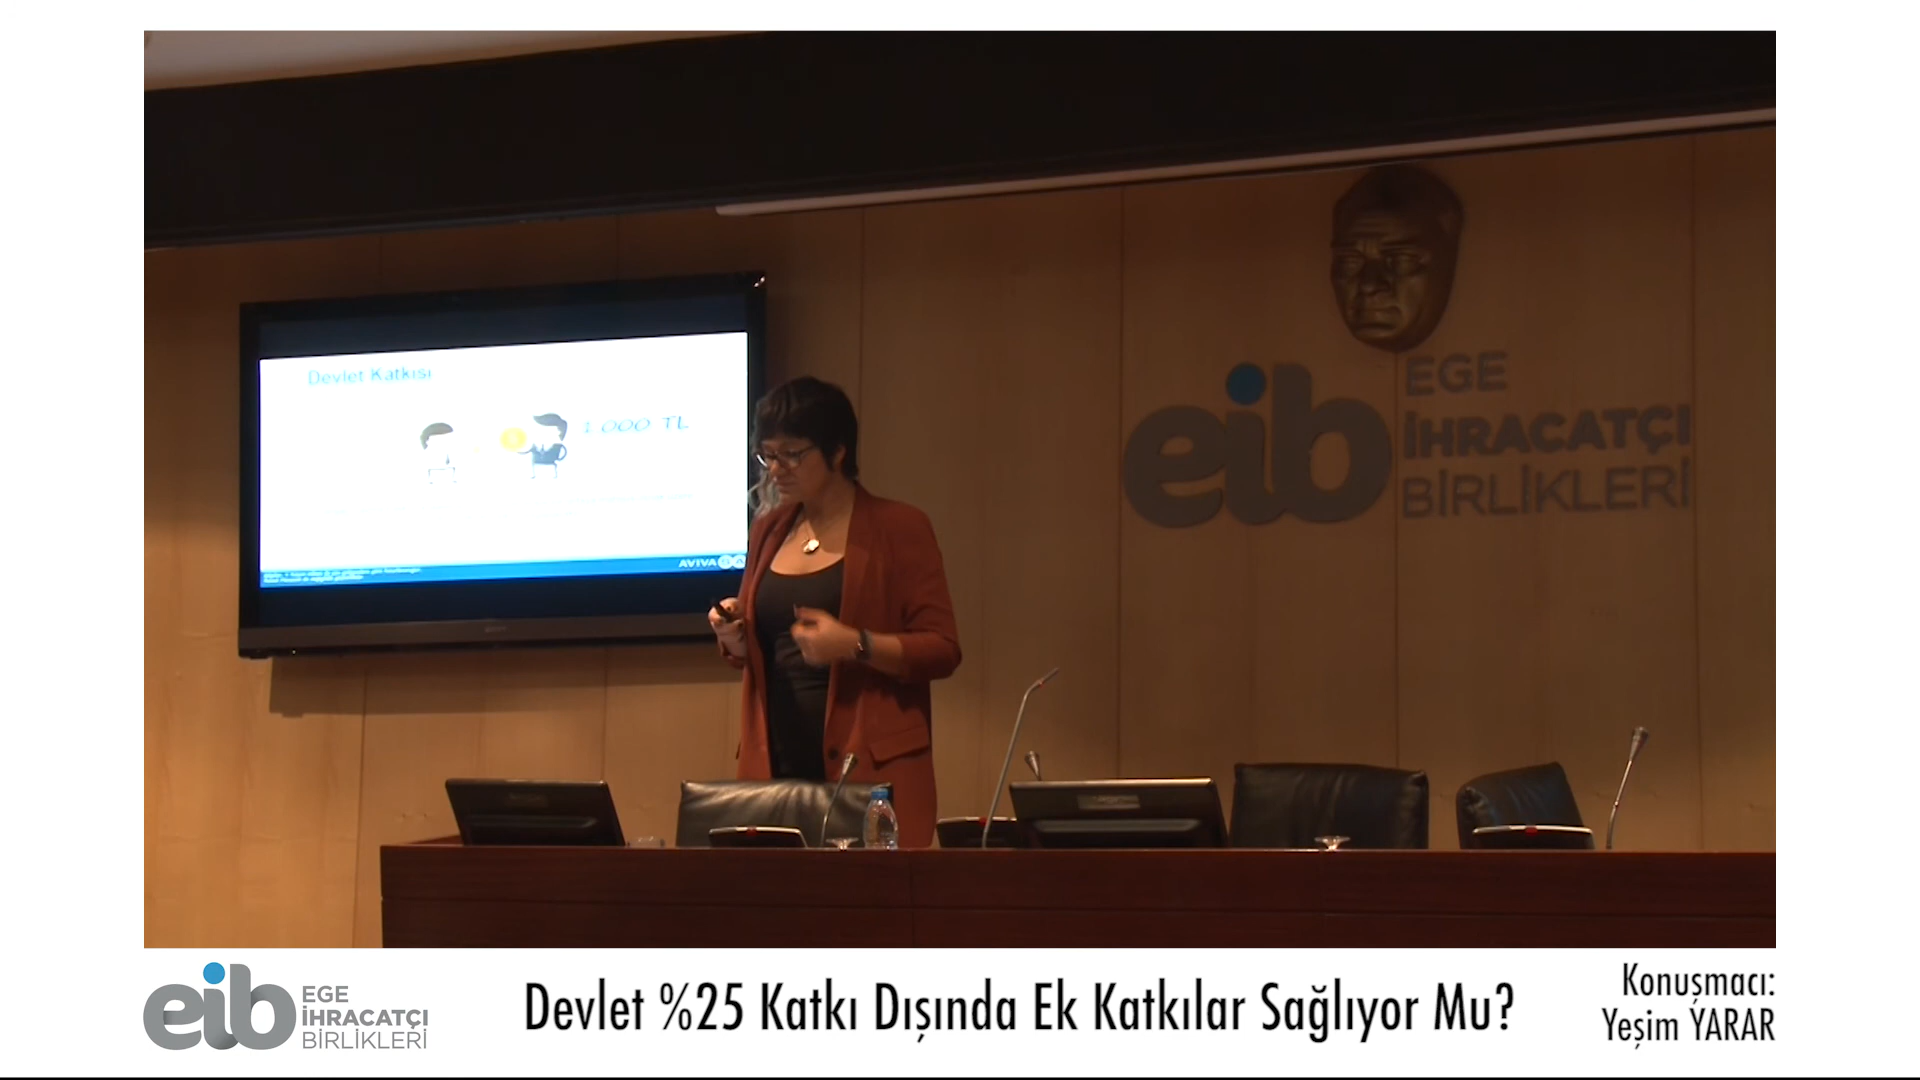 Devlet Katkısı
1.000 TL
AVIVA
eib
EGE
İHRACATÇI
BİRLİKLERİ
eib
EGE
İHRACATÇI
BİRLİKLERİ
Devlet %25 Katkı Dışında Ek Katkılar Sağlıyor Mu?
Konuşmacı:
Yeşim YARAR